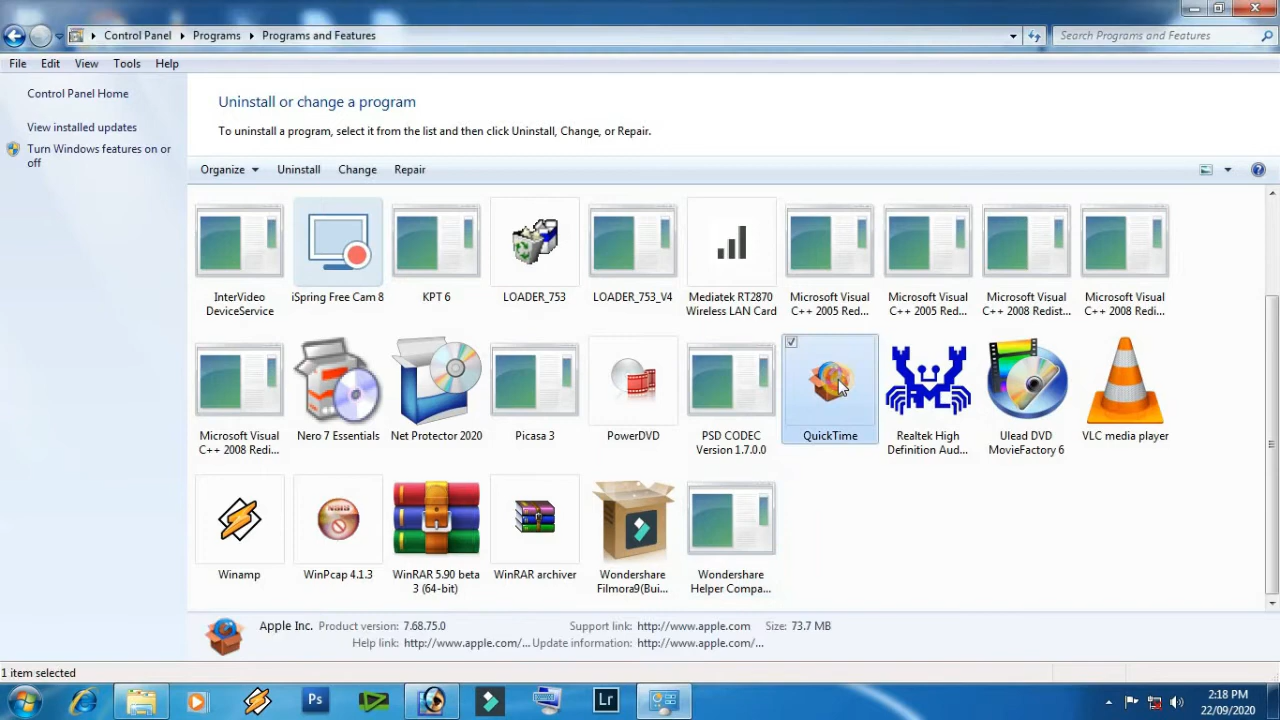 Control Panel Programs Programs and Features Search Programs and Features
File Edit View Tools Help
Control Panel Home
View installed updates
Turn Windows features on or
off
Uninstall or change a program
To uninstall a program, select it from the list and then click Uninstall, Change, or Repair.
Organize Uninstall Change Repair
InterVideo
DeviceService
iSpring Free Cam 8
KPT 6
LOADER_753
LOADER_753_V4
Mediatek RT2870
Wireless LAN Card
Microsoft Visual
C++ 2005 Red...
Microsoft Visual
C++ 2005 Red...
Microsoft Visual
C++ 2008 Redist...
Microsoft Visual
C++ 2008 Redi...
Microsoft Visual
C++ 2008 Redi...
Nero 7 Essentials
Net Protector 2020
Picasa 3
PowerDVD
PSD CODEC
Version 1.7.0.0
QuickTime
Realtek High
Definition Aud...
Ulead DVD
MovieFactory 6
VLC media player
Winamp
WinPcap 4.1.3
WinRAR 5.90 beta
3 (64-bit)
WinRAR archiver
Wondershare
Filmora9(Bui...
Wondershare
Helper Compa...
Apple Inc. Product version: 7.68.75.0 Support link: http://www.apple.com Size: 73.7 MB
Help link: http://www.apple.com/... Update information: http://www.apple.com/...
1 item selected
Ps
Lr
2:18 PM
22/09/2020